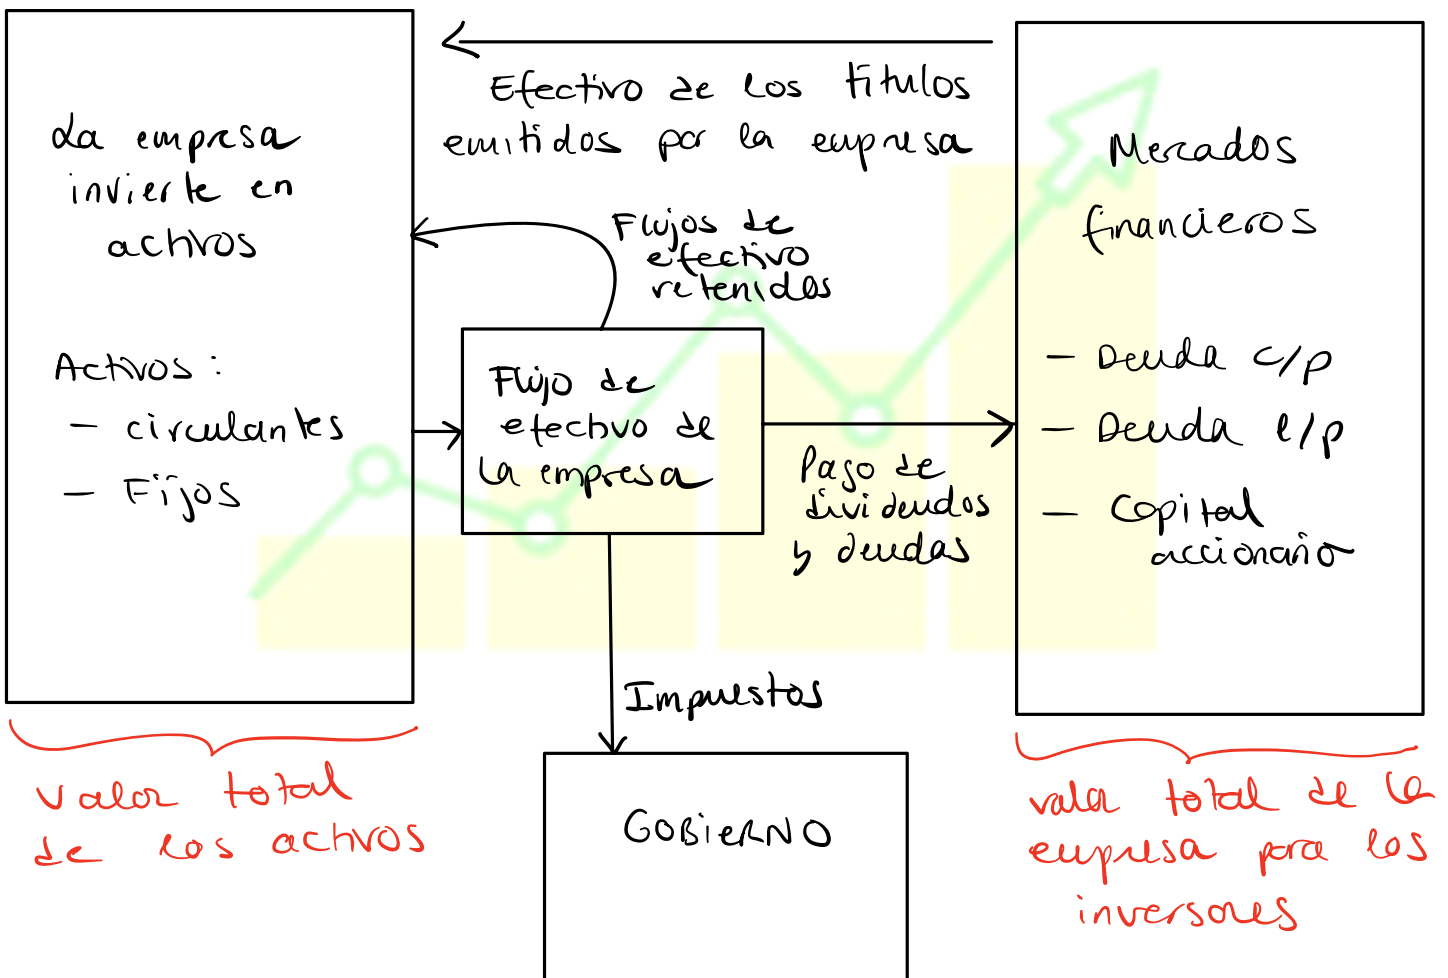 La empresa
invierte en
activos
Activos:
- circulantes
- Fijos
Valor total
de los activos
Efectivo de los titulos
emitidos por la empresa
Flujos de
efectivo
retenidos
Flujo de
efectivo de
la empresa
Pago de
dividendos
y deudas
Impuestos
GOBIERNO
Mercados
financieros
- Deuda c/p
- Deuda l/p
- Capital
accionario
valor total de la
empresa para los
inversores